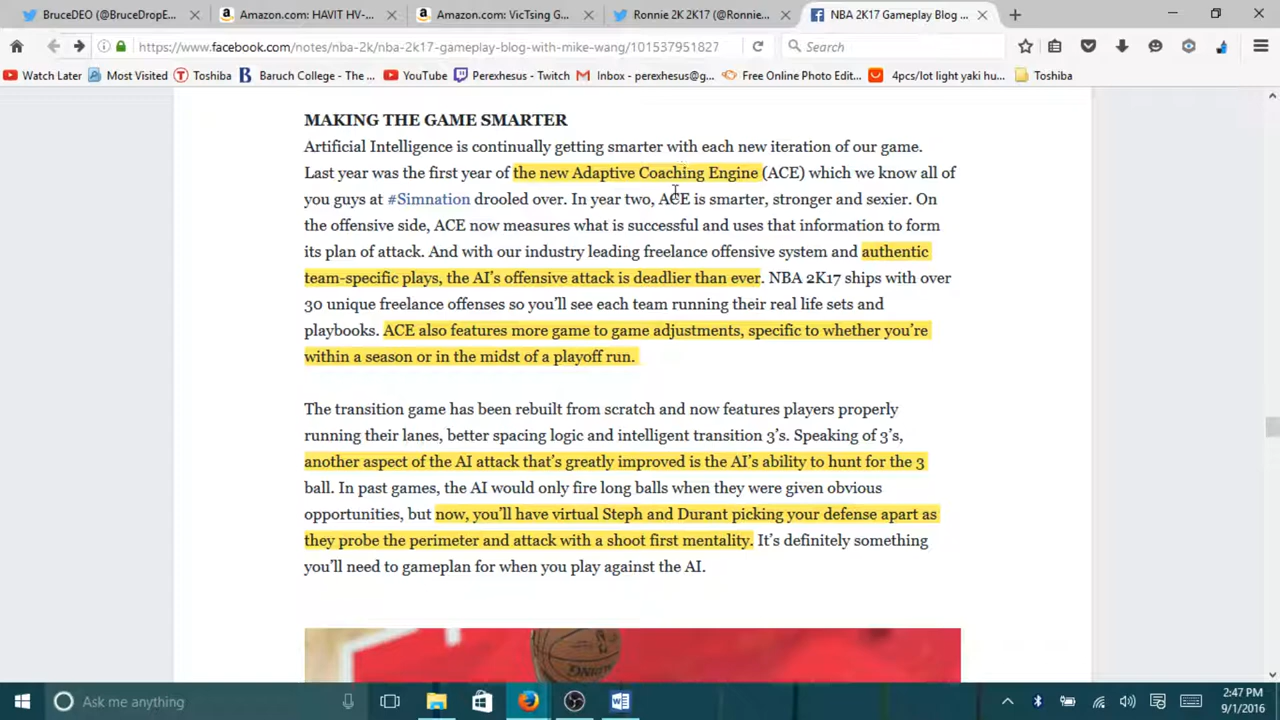 BruceDEO (@BruceDropE...
Amazon.com: HAVIT HV-...
Amazon.com: VicTsing G...
Ronnie 2K 2K17 (@Ronnie...
NBA 2K17 Gameplay Blog ...
https://www.facebook.com/notes/nba-2k/nba-2k17-gameplay-blog-with-mike-wang/101537951827
Search
Watch Later
Most Visited
Toshiba
Baruch College - The ...
YouTube
Perexhesus - Twitch
Inbox - perexhesus@g...
Free Online Photo Edit...
4pcs/lot light yaki hu...
Toshiba
MAKING THE GAME SMARTER
Artificial Intelligence is continually getting smarter with each new iteration of our game.
Last year was the first year of the new Adaptive Coaching Engine (ACE) which we know all of
you guys at #Simnation drooled over. In year two, ACE is smarter, stronger and sexier. On
the offensive side, ACE now measures what is successful and uses that information to form
its plan of attack. And with our industry leading freelance offensive system and authentic
team-specific plays, the AI's offensive attack is deadlier than ever. NBA 2K17 ships with over
30 unique freelance offenses so you'll see each team running their real life sets and
playbooks. ACE also features more game to game adjustments, specific to whether you're
within a season or in the midst of a playoff run.
The transition game has been rebuilt from scratch and now features players properly
running their lanes, better spacing logic and intelligent transition 3's. Speaking of 3's,
another aspect of the AI attack that's greatly improved is the AI's ability to hunt for the 3
ball. In past games, the AI would only fire long balls when they were given obvious
opportunities, but now, you'll have virtual Steph and Durant picking your defense apart as
they probe the perimeter and attack with a shoot first mentality. It's definitely something
you'll need to gameplan for when you play against the AI.
Ask me anything
2:47 PM
9/1/2016